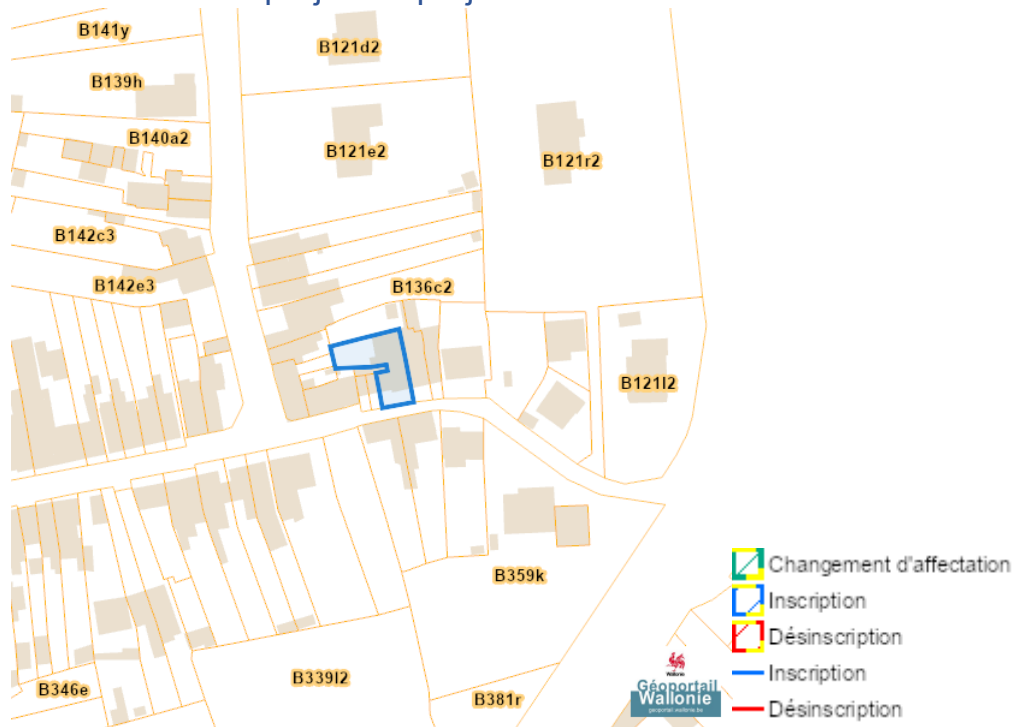 B141y
B121d2
B139h
B140a2
B121e2
B121r2
B142c3
B142e3
B136c2
B121l2
B359k
B346e
B339l2
B381r
Changement d'affectation
Inscription
Désinscription
Inscription
Désinscription
Wallonie
Géoportail
Wallonie
geoportail.wallonie.be